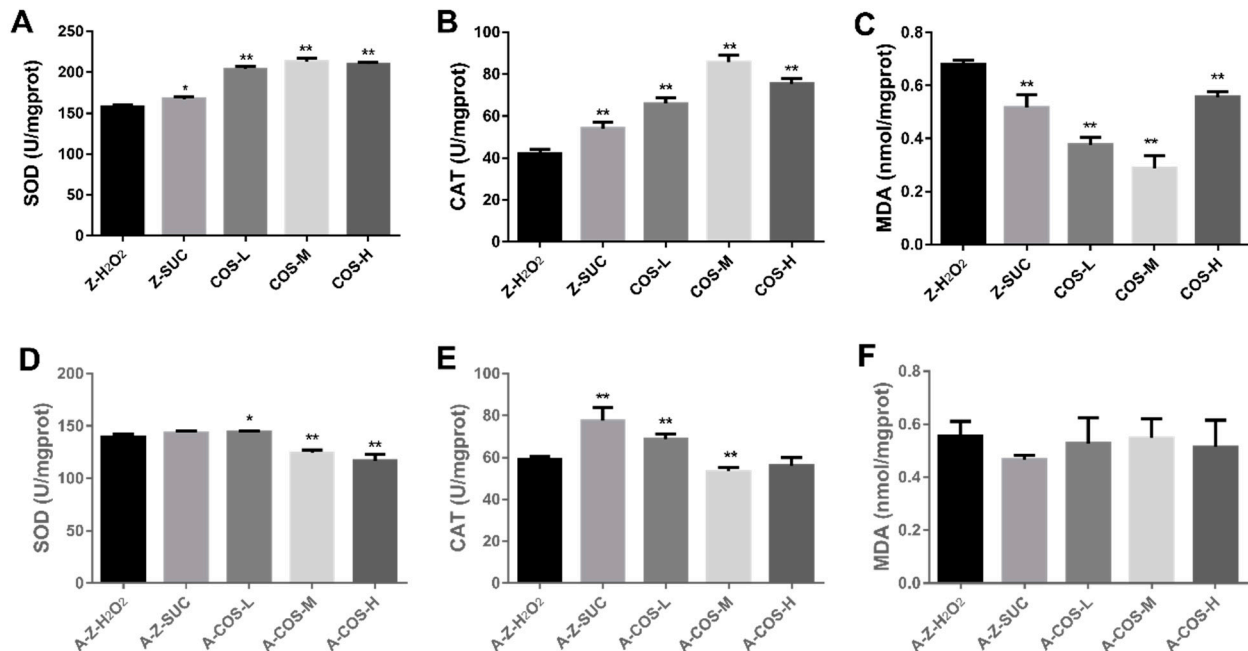 A
SOD (U/mgprot)
250
200
150
100
50
0
*
**
**
**
Z-H2O2
Z-SUC
COS-L
COS-M
COS-H
B
CAT (U/mgprot)
100
80
60
40
20
0
**
**
**
**
Z-H2O2
Z-SUC
COS-L
COS-M
COS-H
C
MDA (nmol/mgprot)
0.8
0.6
0.4
0.2
0.0
**
**
**
**
Z-H2O2
Z-SUC
COS-L
COS-M
COS-H
D
SOD (U/mgprot)
200
150
100
50
0
*
**
**
A-Z-H2O2
A-Z-SUC
A-COS-L
A-COS-M
A-COS-H
E
CAT (U/mgprot)
100
80
60
40
20
0
**
**
**
A-Z-H2O2
A-Z-SUC
A-COS-L
A-COS-M
A-COS-H
F
MDA (nmol/mgprot)
0.8
0.6
0.4
0.2
0.0
A-Z-H2O2
A-Z-SUC
A-COS-L
A-COS-M
A-COS-H